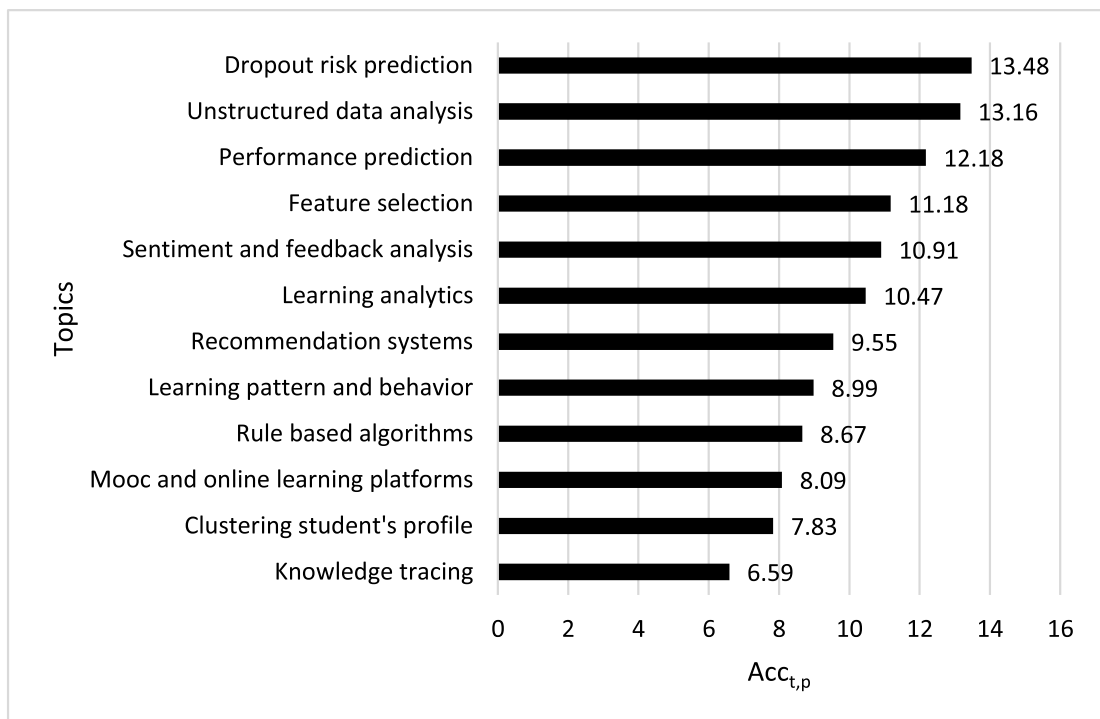 Topics
Dropout risk prediction 13.48
Unstructured data analysis 13.16
Performance prediction 12.18
Feature selection 11.18
Sentiment and feedback analysis 10.91
Learning analytics 10.47
Recommendation systems 9.55
Learning pattern and behavior 8.99
Rule based algorithms 8.67
Mooc and online learning platforms 8.09
Clustering student's profile 7.83
Knowledge tracing 6.59
0 2 4 6 8 10 12 14 16
Acct,p